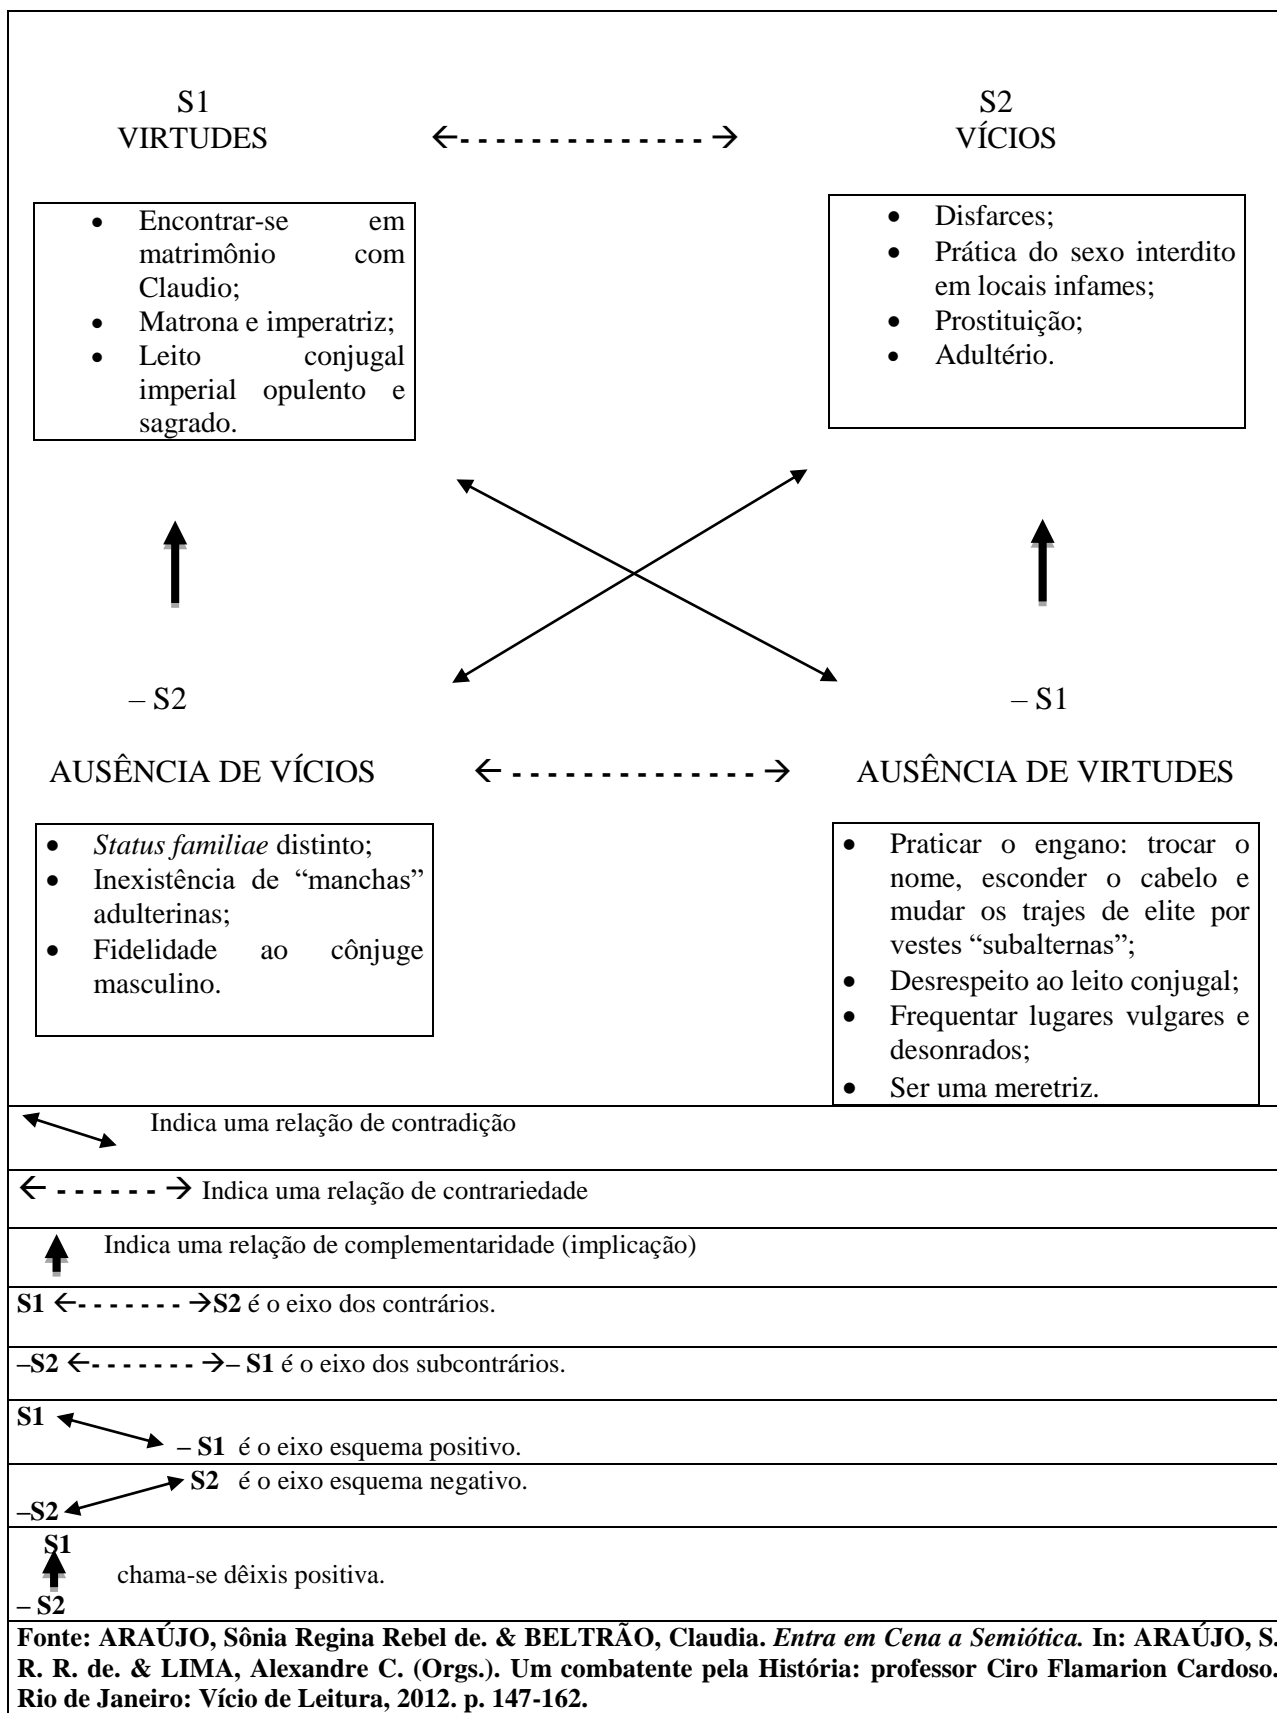 S1
VIRTUDES
←- - - - - - - - - - - - - - →
S2
VÍCIOS
• Encontrar-se em
matrimônio com
Claudio;
• Matrona e imperatriz;
• Leito conjugal
imperial opulento e
sagrado.
• Disfarces;
• Prática do sexo interdito
em locais infames;
• Prostituição;
• Adultério.
– S2
AUSÊNCIA DE VÍCIOS
← - - - - - - - - - - - - - - →
– S1
AUSÊNCIA DE VIRTUDES
• Status familiae distinto;
• Inexistência de “manchas”
adulterinas;
• Fidelidade ao cônjuge
masculino.
• Praticar o engano: trocar o
nome, esconder o cabelo e
mudar os trajes de elite por
vestes “subalternas”;
• Desrespeito ao leito conjugal;
• Frequentar lugares vulgares e
desonrados;
• Ser uma meretriz.
Indica uma relação de contradição
← - - - - - - → Indica uma relação de contrariedade
Indica uma relação de complementaridade (implicação)
S1 ←- - - - - - - →S2 é o eixo dos contrários.
–S2 ←- - - - - - - →– S1 é o eixo dos subcontrários.
S1
– S1 é o eixo esquema positivo.
S2 é o eixo esquema negativo.
–S2
S1
chama-se dêixis positiva.
– S2
Fonte: ARAÚJO, Sônia Regina Rebel de. & BELTRÃO, Claudia. Entra em Cena a Semiótica. In: ARAÚJO, S.
R. R. de. & LIMA, Alexandre C. (Orgs.). Um combatente pela História: professor Ciro Flamarion Cardoso.
Rio de Janeiro: Vício de Leitura, 2012. p. 147-162.